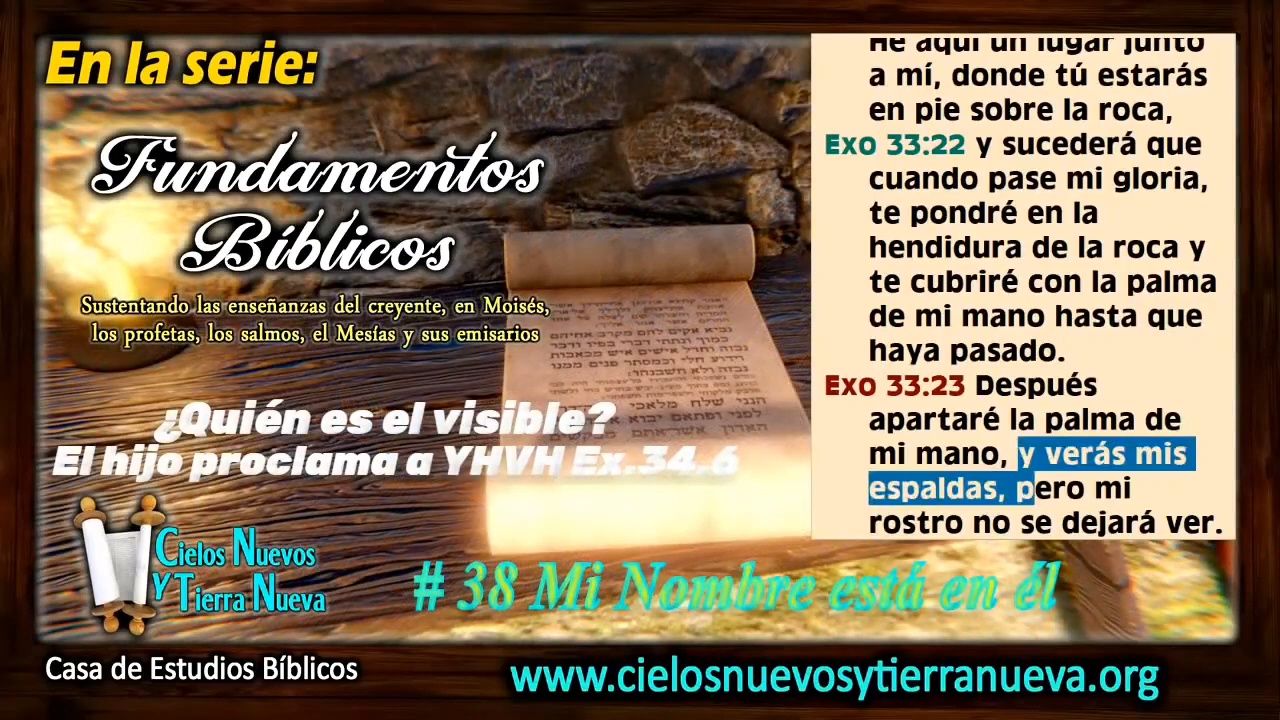 En la serie:
Fundamentos
Bíblicos
Sustentando las enseñanzas del creyente, en Moisés,
los profetas, los salmos, el Mesías y sus emisarios
¿Quién es el visible?
El hijo proclama a YHVH Ex.34.6
Cielos Nuevos
Y Tierra Nueva
# 38 Mi Nombre está en él
Casa de Estudios Bíblicos
www.cielosnuevosytierranueva.org
He aquí un lugar junto
a mí, donde tú estarás
en pie sobre la roca,
Exo 33:22 y sucederá que
cuando pase mi gloria,
te pondré en la
hendidura de la roca y
te cubriré con la palma
de mi mano hasta que
haya pasado.
Exo 33:23 Después
apartaré la palma de
mi mano, y verás mis
espaldas, pero mi
rostro no se dejará ver.